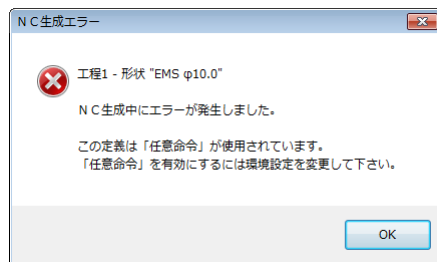 ＮＣ生成エラー
工程1 - 形状 "EMS φ10.0"
ＮＣ生成中にエラーが発生しました。
この定義は「任意命令」が使用されています。
「任意命令」を有効にするには環境設定を変更して下さい。
OK